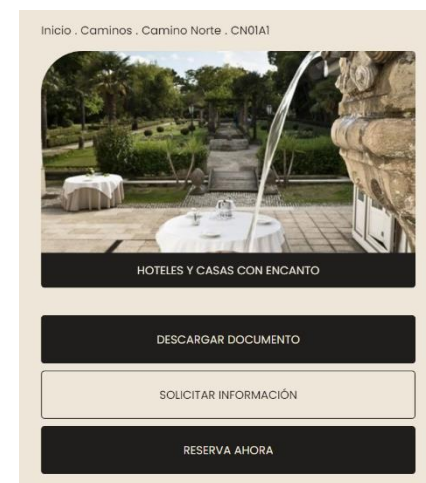 Inicio . Caminos . Camino Norte . CN01A1
HOTELES Y CASAS CON ENCANTO
DESCARGAR DOCUMENTO
SOLICITAR INFORMACIÓN
RESERVA AHORA